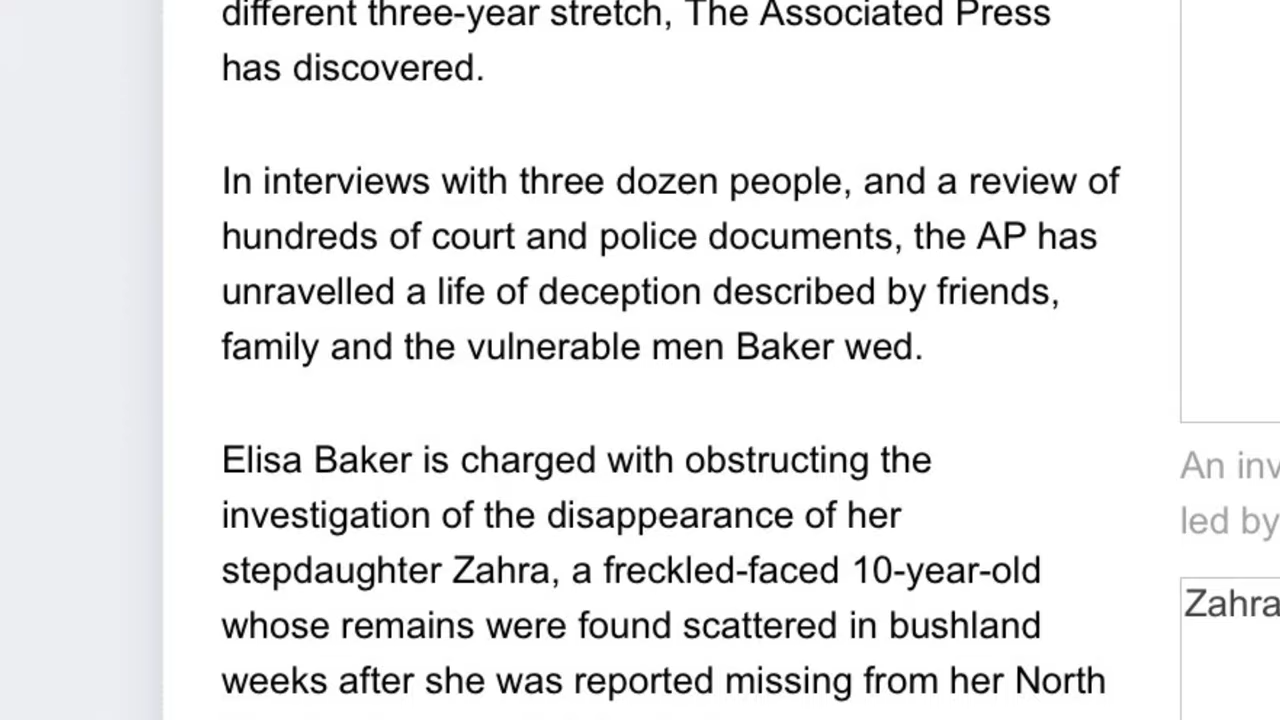 different three-year stretch, The Associated Press
has discovered.
In interviews with three dozen people, and a review of
hundreds of court and police documents, the AP has
unravelled a life of deception described by friends,
family and the vulnerable men Baker wed.
Elisa Baker is charged with obstructing the
investigation of the disappearance of her
stepdaughter Zahra, a freckled-faced 10-year-old
whose remains were found scattered in bushland
weeks after she was reported missing from her North
An inv
led by
Zahra